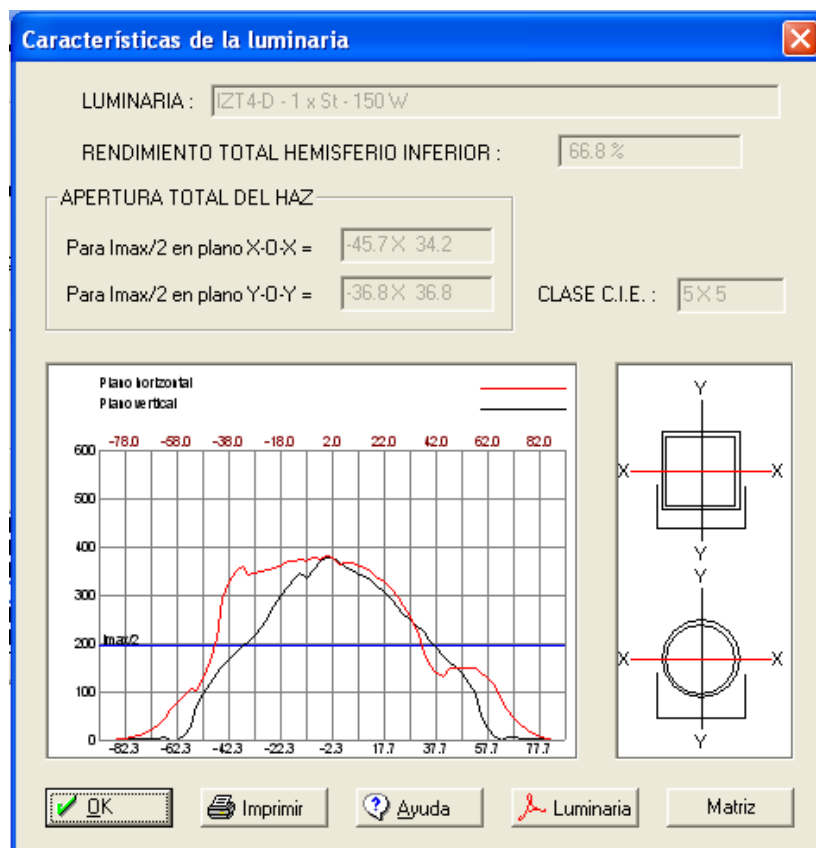 Características de la luminaria
LUMINARIA : IZT4-D - 1 x St - 150 W
RENDIMIENTO TOTAL HEMISFERIO INFERIOR : 66.8 %
APERTURA TOTAL DEL HAZ
Para Imax/2 en plano X-O-X = -45.7 X 34.2
Para Imax/2 en plano Y-O-Y = -36.8 X 36.8
CLASE C.I.E. : 5 X 5
Plano horizontal
Plano vertical
-78.0 -58.0 -38.0 -18.0 2.0 22.0 42.0 62.0 82.0
600
500
400
300
Imax/2
200
100
0
-82.3 -62.3 -42.3 -22.3 -2.3 17.7 37.7 57.7 77.7
Y
X X
Y
Y
X X
Y
OK Imprimir Ayuda Luminaria Matriz